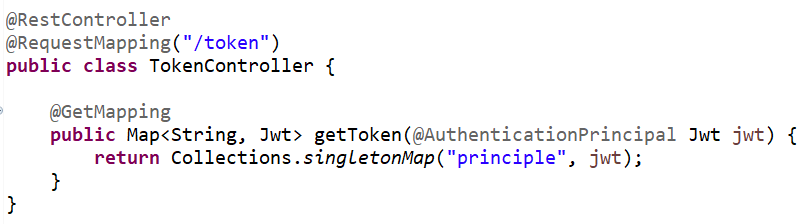 @RestController
@RequestMapping("/token")
public class TokenController {
@GetMapping
public Map<String, Jwt> getToken(@AuthenticationPrincipal Jwt jwt) {
return Collections.singletonMap("principle", jwt);
}
}